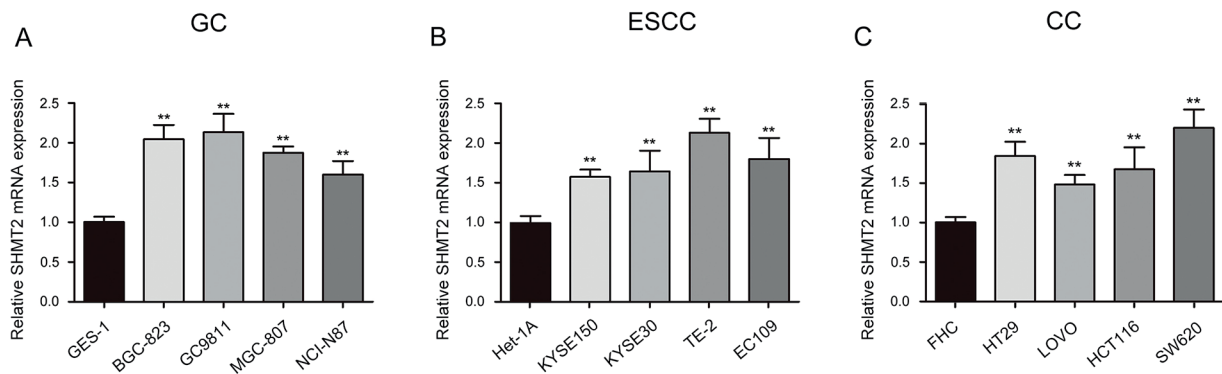 GC
A
Relative SHMT2 mRNA expression
2.5
2.0
1.5
1.0
0.5
0.0
**
**
**
**
GES-1
BGC-823
GC9811
MGC-807
NCI-N87
ESCC
B
Relative SHMT2 mRNA expression
2.5
2.0
1.5
1.0
0.5
0.0
**
**
**
**
Het-1A
KYSE150
KYSE30
TE-2
EC109
CC
C
Relative SHMT2 mRNA expression
2.5
2.0
1.5
1.0
0.5
0.0
**
**
**
**
FHC
HT29
LOVO
HCT116
SW620